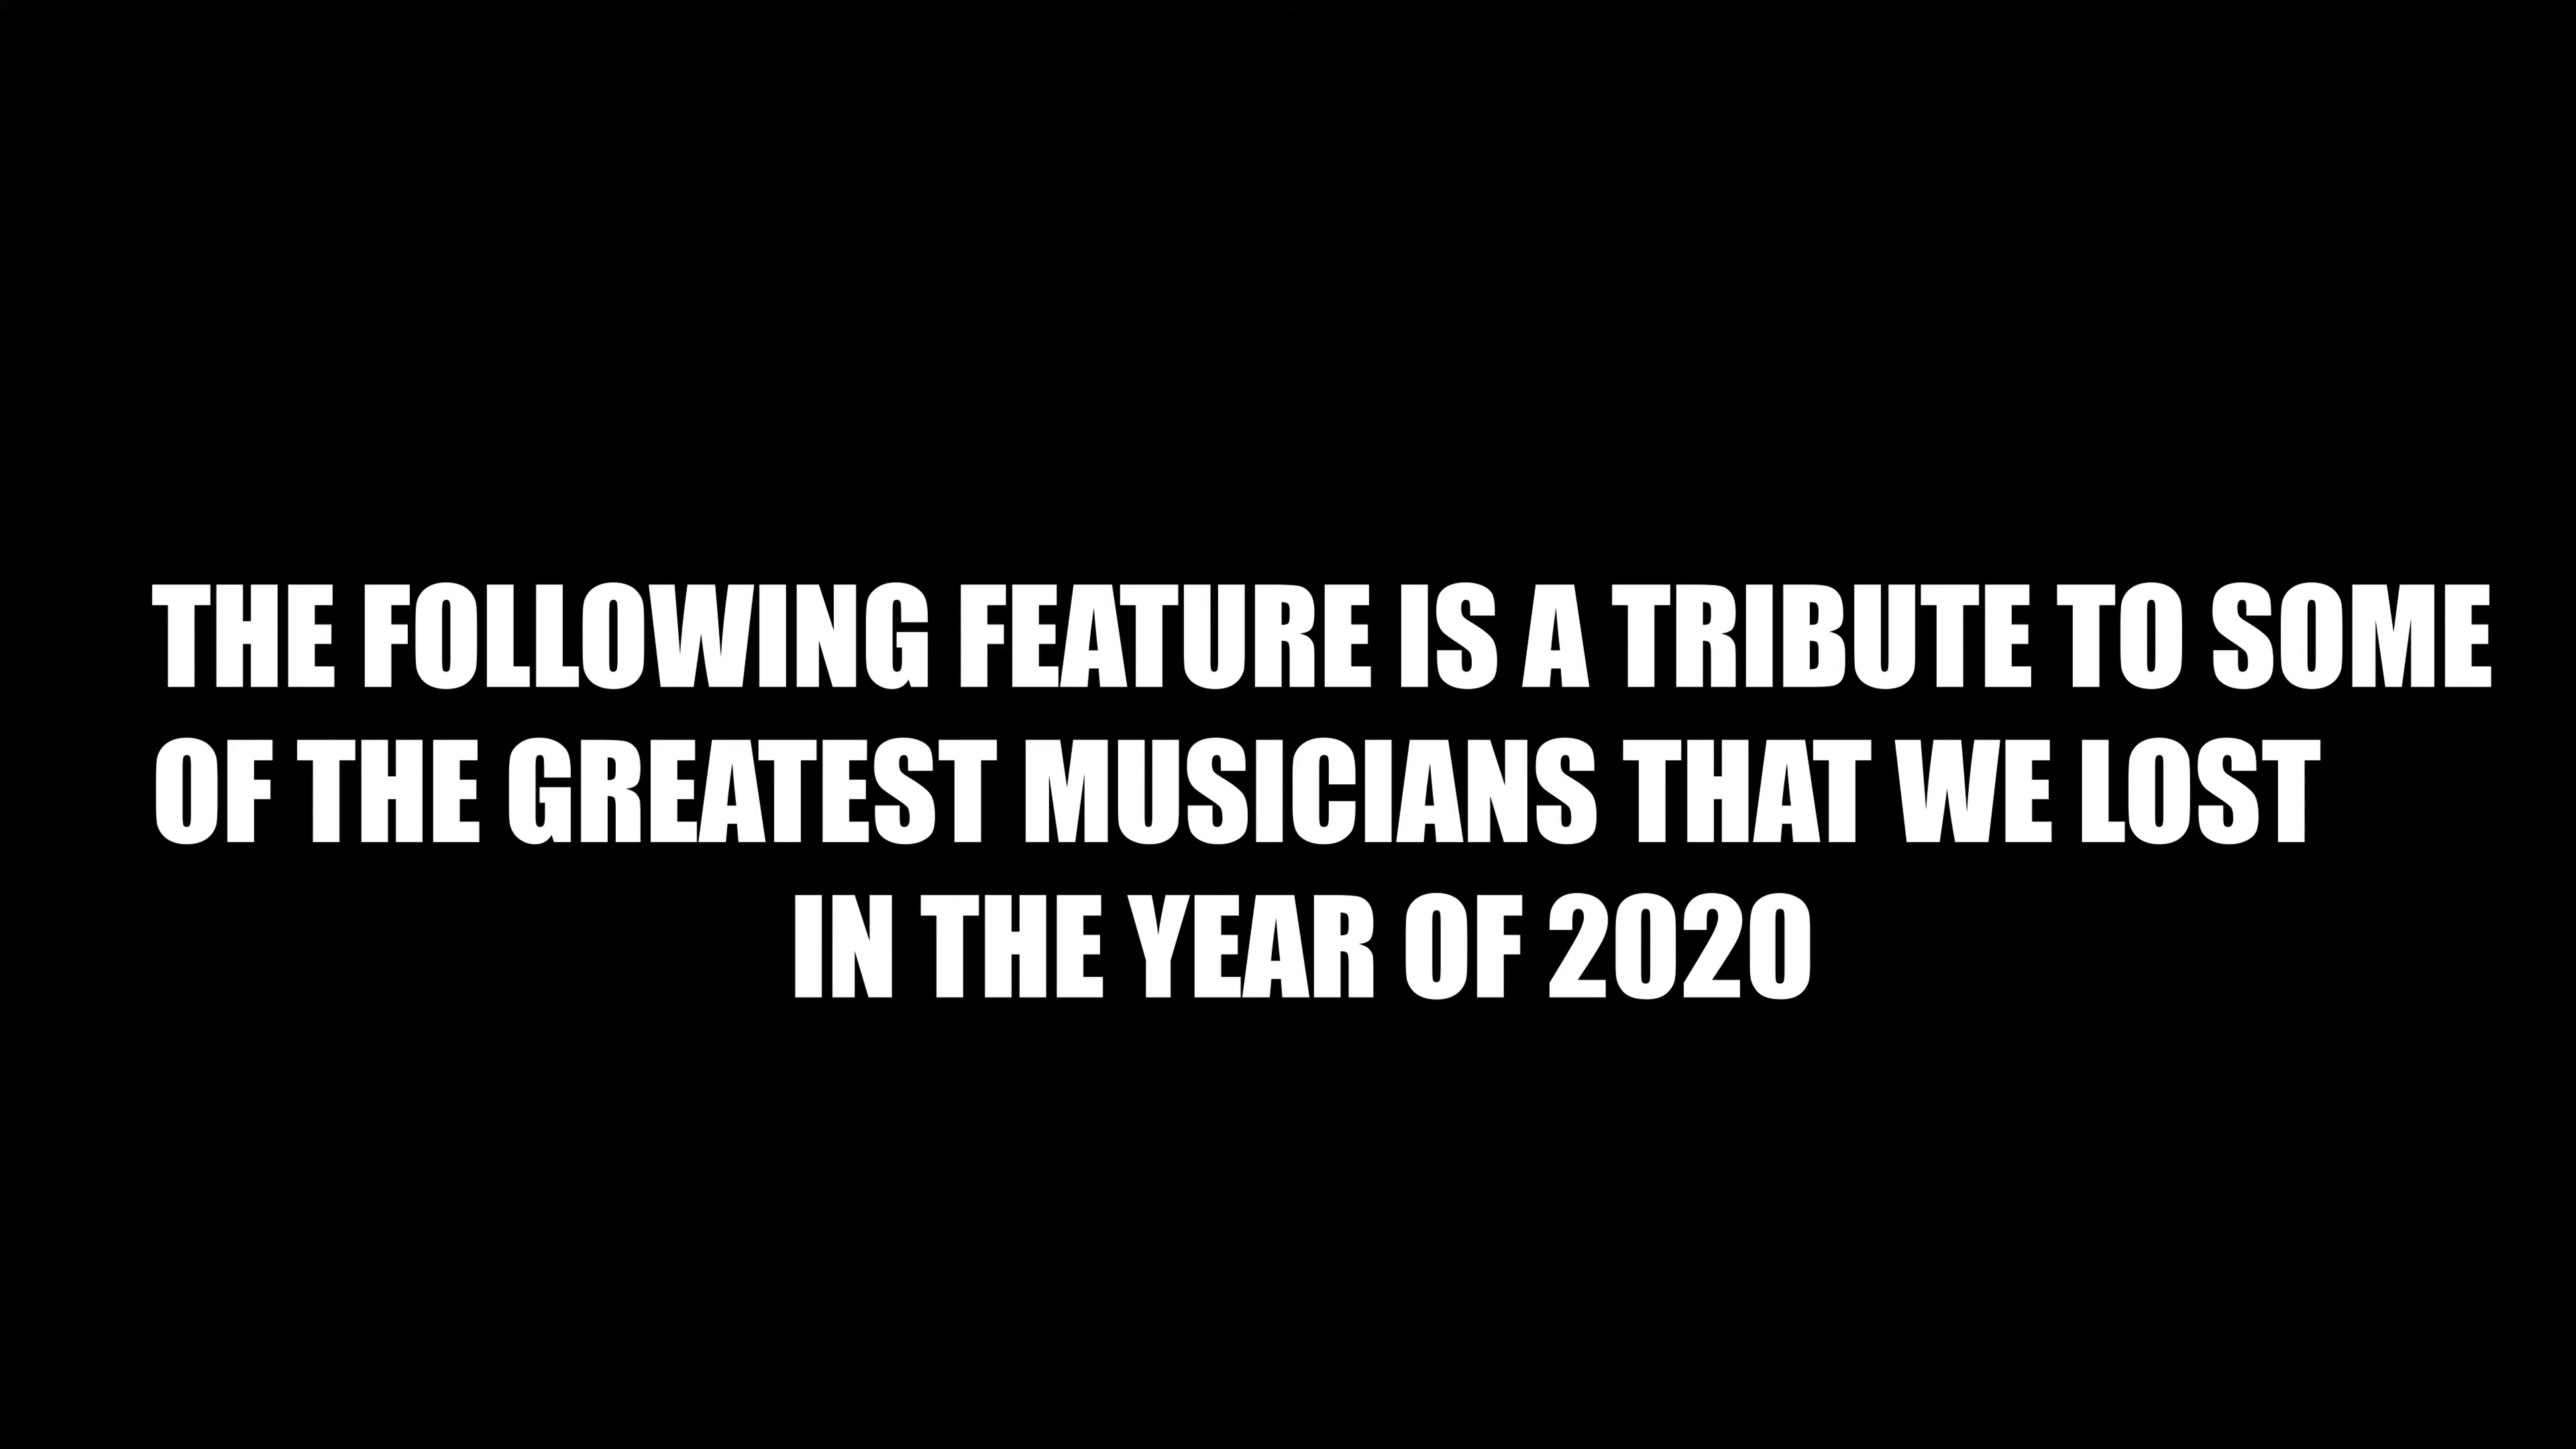 THE FOLLOWING FEATURE IS A TRIBUTE TO SOME
OF THE GREATEST MUSICIANS THAT WE LOST
IN THE YEAR OF 2020